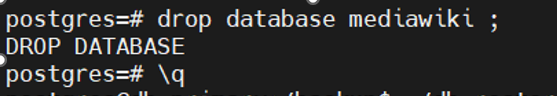 postgres=# drop database mediawiki ;
DROP DATABASE
postgres=# \q